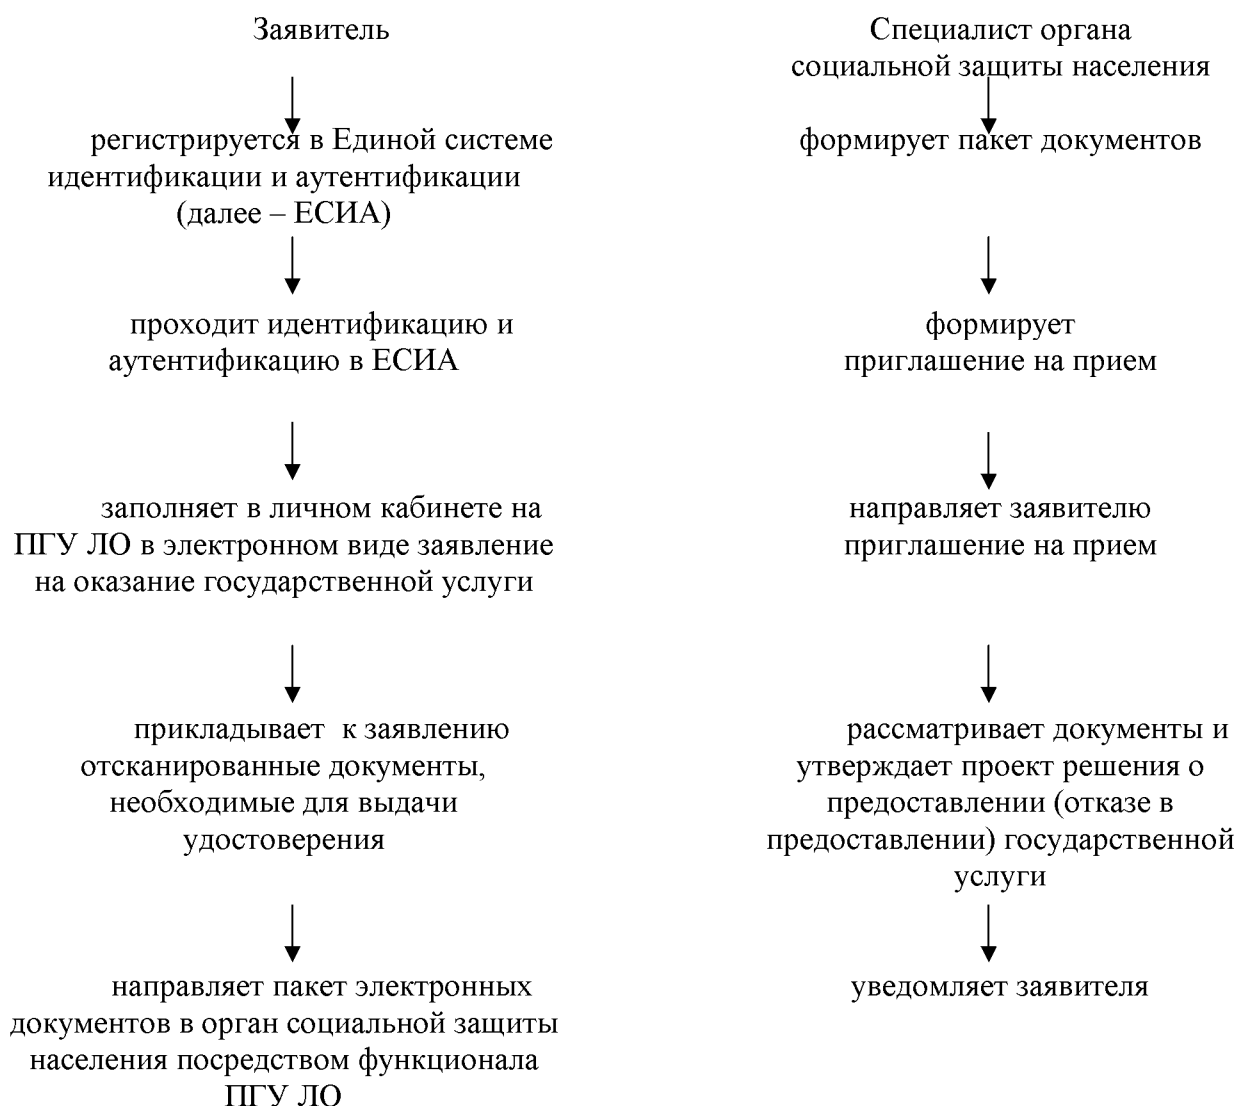 Заявитель
регистрируется в Единой системе
идентификации и аутентификации
(далее – ЕСИА)
проходит идентификацию и
аутентификацию в ЕСИА
заполняет в личном кабинете на
ПГУ ЛО в электронном виде заявление
на оказание государственной услуги
прикладывает к заявлению
отсканированные документы,
необходимые для выдачи
удостоверения
направляет пакет электронных
документов в орган социальной защиты
населения посредством функционала
ПГУ ЛО
Специалист органа
социальной защиты населения
формирует пакет документов
формирует
приглашение на прием
направляет заявителю
приглашение на прием
рассматривает документы и
утверждает проект решения о
предоставлении (отказе в
предоставлении) государственной
услуги
уведомляет заявителя